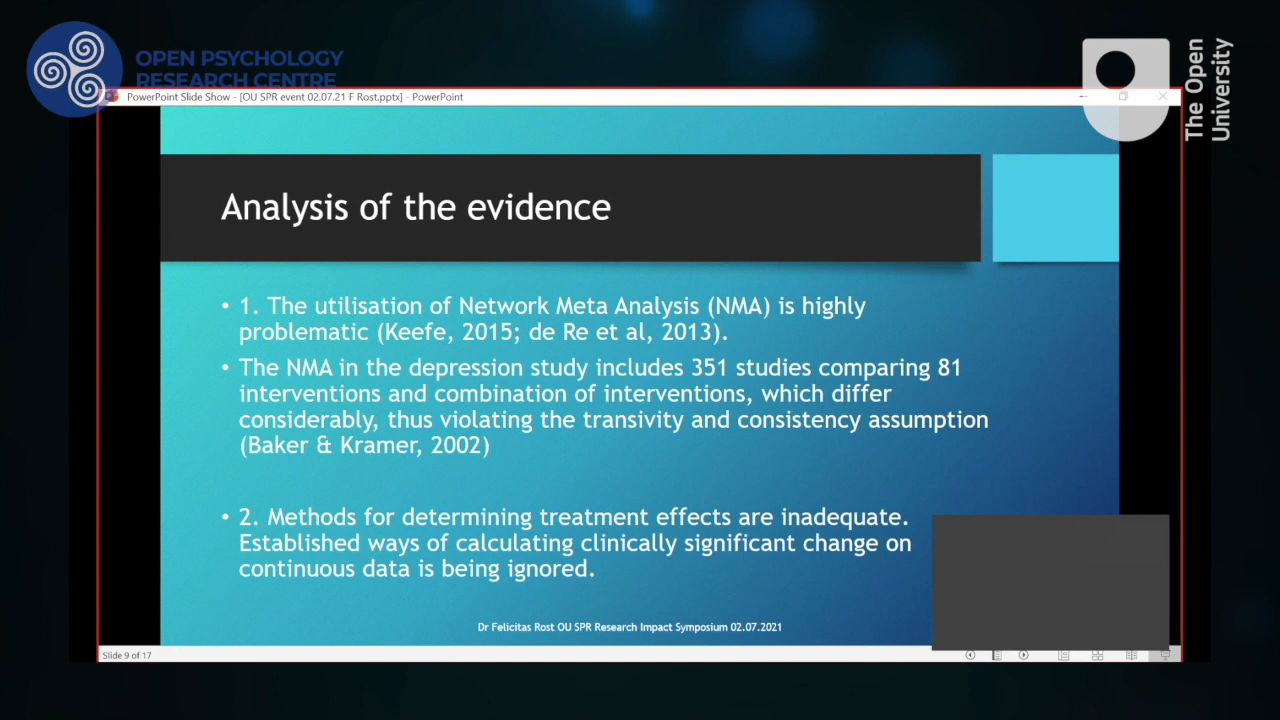 OPEN PSYCHOLOGY
RESEARCH CENTRE
The Open
University
PowerPoint Slide Show - [OU SPR event 02.07.21 F Rost.pptx] - PowerPoint
Analysis of the evidence
• 1. The utilisation of Network Meta Analysis (NMA) is highly
problematic (Keefe, 2015; de Re et al, 2013).
• The NMA in the depression study includes 351 studies comparing 81
interventions and combination of interventions, which differ
considerably, thus violating the transivity and consistency assumption
(Baker & Kramer, 2002)
• 2. Methods for determining treatment effects are inadequate.
Established ways of calculating clinically significant change on
continuous data is being ignored.
Dr Felicitas Rost OU SPR Research Impact Symposium 02.07.2021
Slide 9 of 17